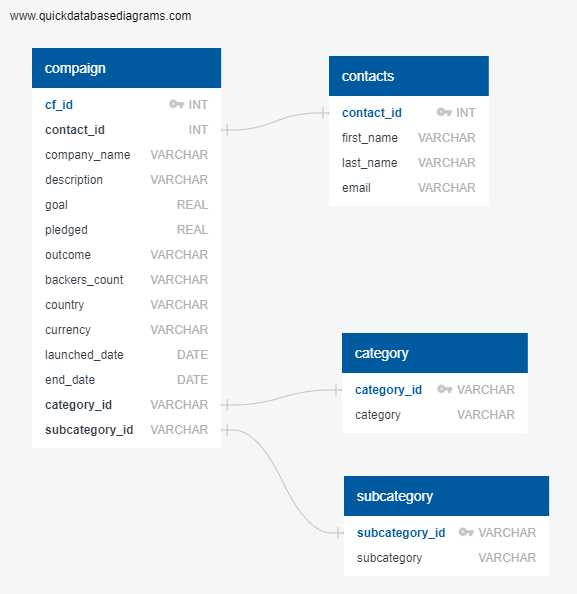 www.quickdatabasediagrams.com
compaign
cf_id INT
contact_id INT
company_name VARCHAR
description VARCHAR
goal REAL
pledged REAL
outcome VARCHAR
backers_count VARCHAR
country VARCHAR
currency VARCHAR
launched_date DATE
end_date DATE
category_id VARCHAR
subcategory_id VARCHAR
contacts
contact_id INT
first_name VARCHAR
last_name VARCHAR
email VARCHAR
category
category_id VARCHAR
category VARCHAR
subcategory
subcategory_id VARCHAR
subcategory VARCHAR